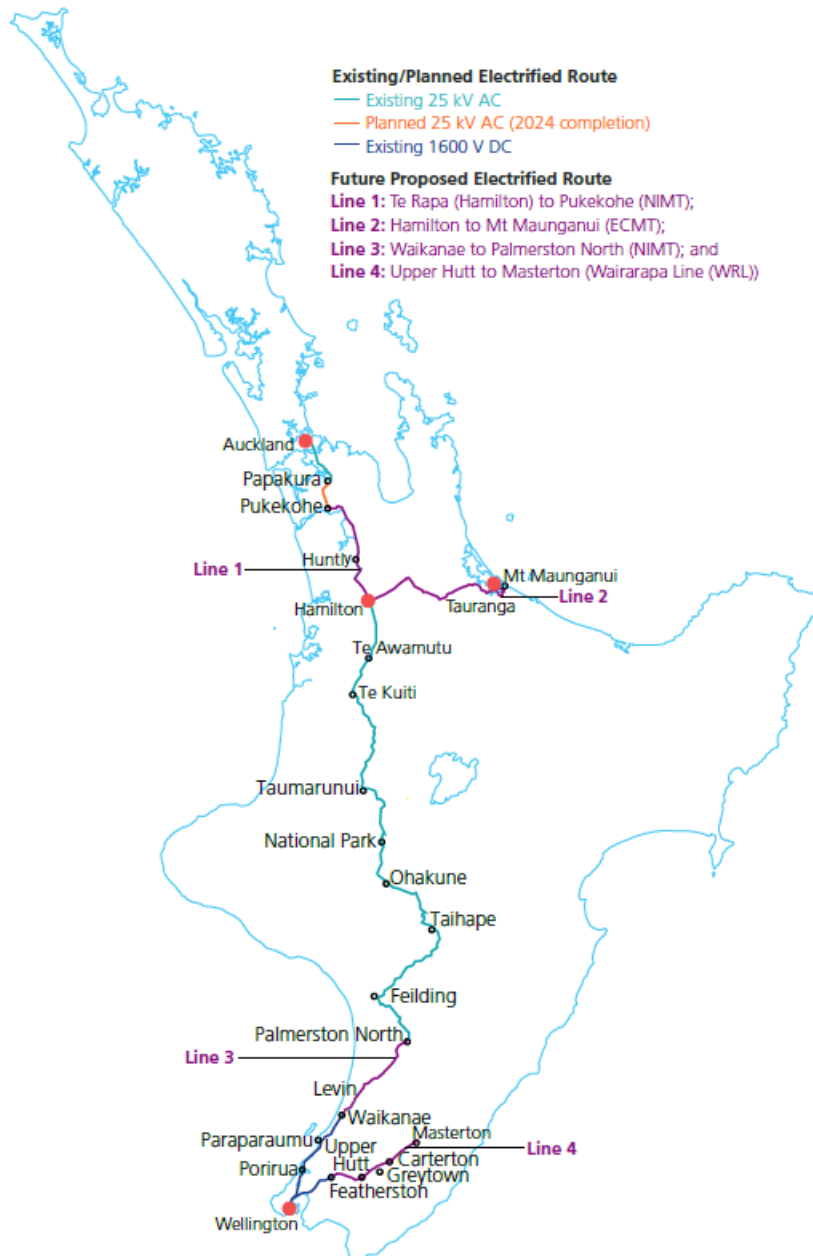 Existing/Planned Electrified Route
Existing 25 kV AC
Planned 25 kV AC (2024 completion)
Existing 1600 V DC
Future Proposed Electrified Route
Line 1: Te Rapa (Hamilton) to Pukekohe (NIMT);
Line 2: Hamilton to Mt Maunganui (ECMT);
Line 3: Waikanae to Palmerston North (NIMT); and
Line 4: Upper Hutt to Masterton (Wairarapa Line (WRL))
Auckland
Papakura
Pukekohe
Huntly
Line 1
Mt Maunganui
Line 2
Tauranga
Hamilton
Te Awamutu
Te Kuiti
Taumarunui
National Park
Ohakune
Taihape
Feilding
Palmerston North
Line 3
Levin
Waikanae
Masterton
Paraparaumu
Upper
Hutt
Line 4
Carterton
Porirua
Greytown
Featherston
Wellington